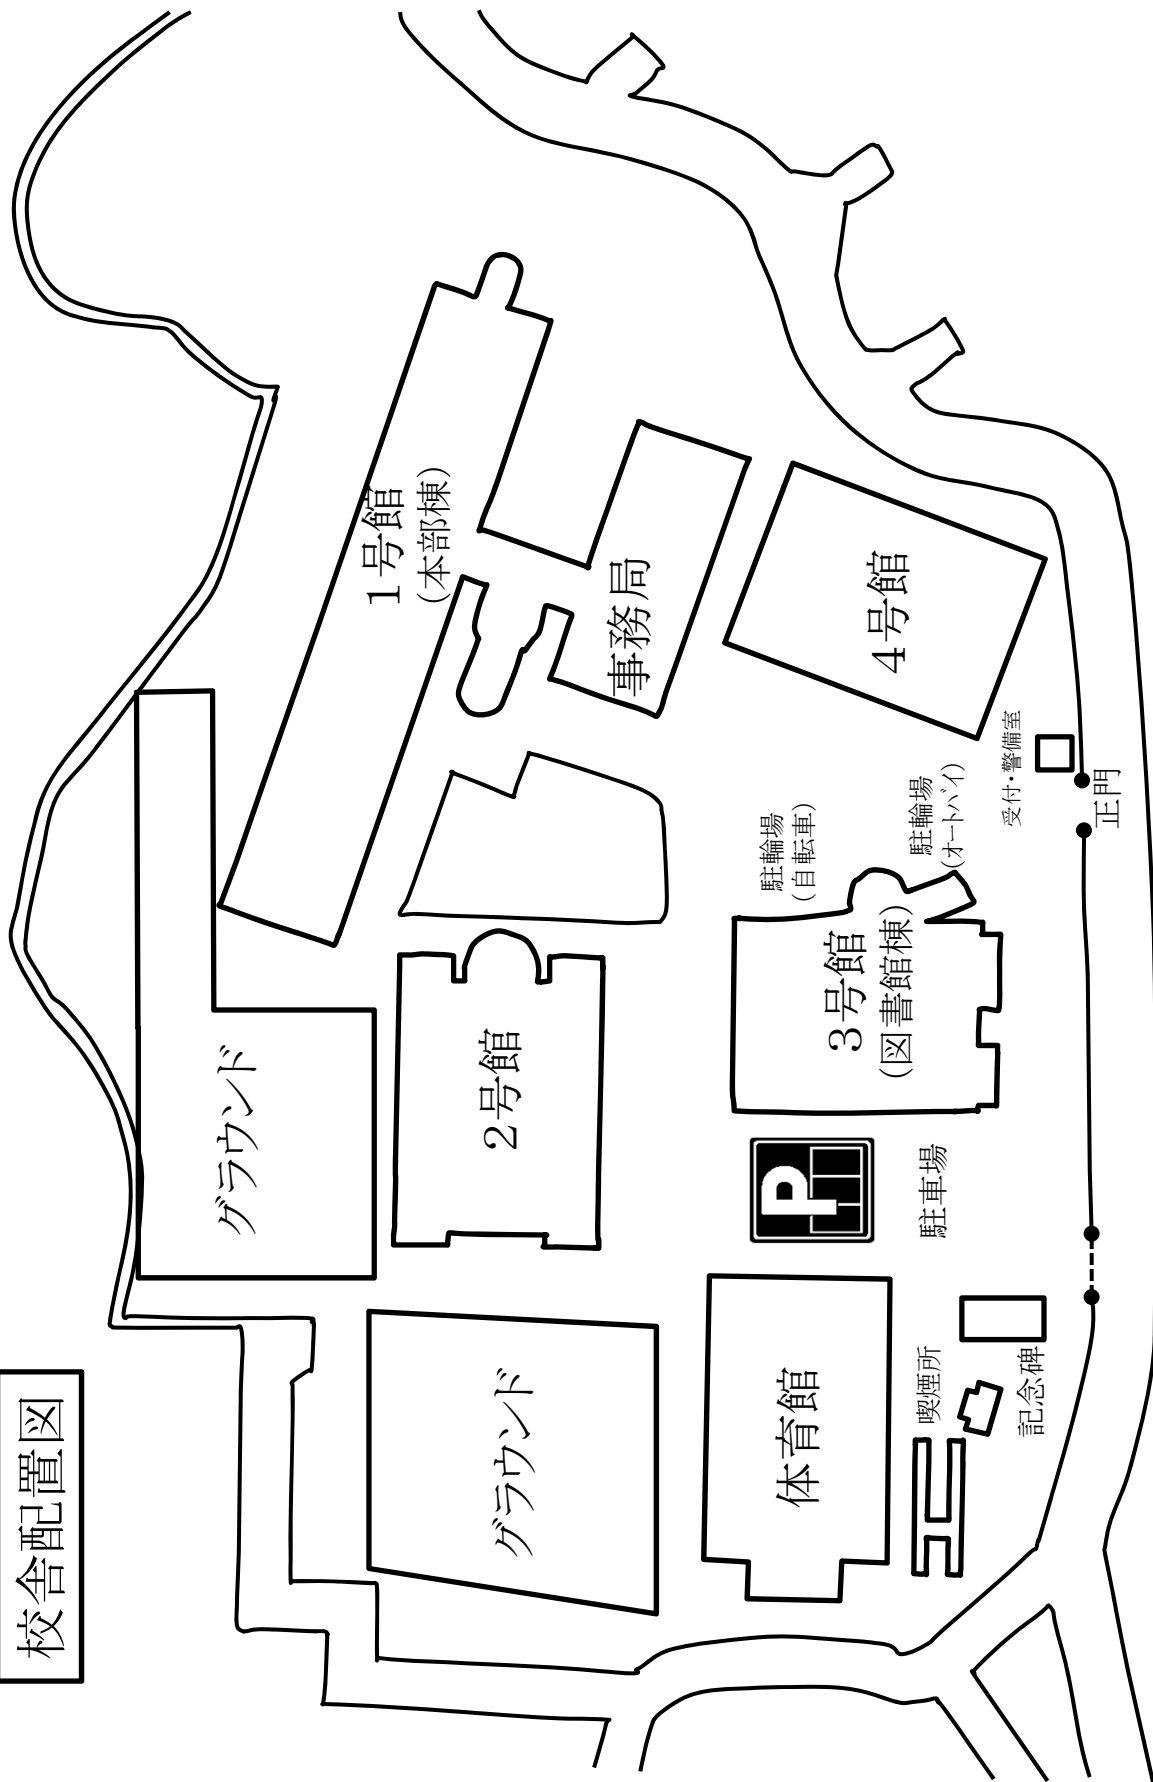 校舎配置図
グラウンド
1号館
(本部棟)
グラウンド
2号館
事務局
体育館
P
3号館
(図書館棟)
駐輪場
(自転車)
4号館
喫煙所
駐車場
駐輪場
(オートバイ)
記念碑
受付・警備室
正門